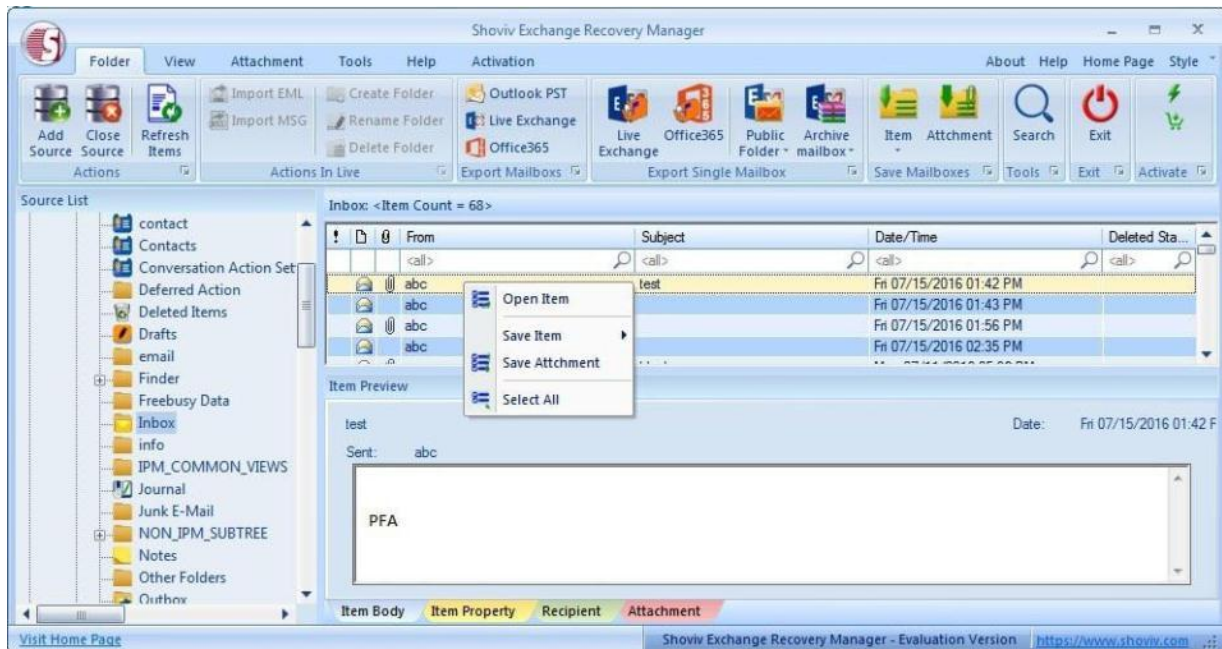 Shoviv Exchange Recovery Manager
Folder View Attachment Tools Help Activation About Help Home Page Style
Import EML Create Folder Outlook PST
Import MSG Rename Folder Live Exchange
Delete Folder Office365
Add Source Close Source Refresh Items Live Exchange Office365 Public Folder Archive mailbox Item Attchment Search Exit
Actions Actions In Live Export Mailboxs Export Single Mailbox Save Mailboxes Tools Exit Activate
Source List
contact
Contacts
Conversation Action Set
Deferred Action
Deleted Items
Drafts
email
Finder
Freebusy Data
Inbox
info
IPM_COMMON_VIEWS
Journal
Junk E-Mail
NON_IPM_SUBTREE
Notes
Other Folders
Outbox
Inbox: <Item Count = 68>
! From Subject Date/Time Deleted Sta...
<all> <all> <all> <all>
abc test Fri 07/15/2016 01:42 PM
abc Fri 07/15/2016 01:43 PM
abc Fri 07/15/2016 01:56 PM
abc Fri 07/15/2016 02:35 PM
Open Item
Save Item
Save Attchment
Select All
Item Preview
test Date: Fri 07/15/2016 01:42 P
Sent: abc
PFA
Item Body Item Property Recipient Attachment
Visit Home Page Shoviv Exchange Recovery Manager - Evaluation Version https://www.shoviv.com